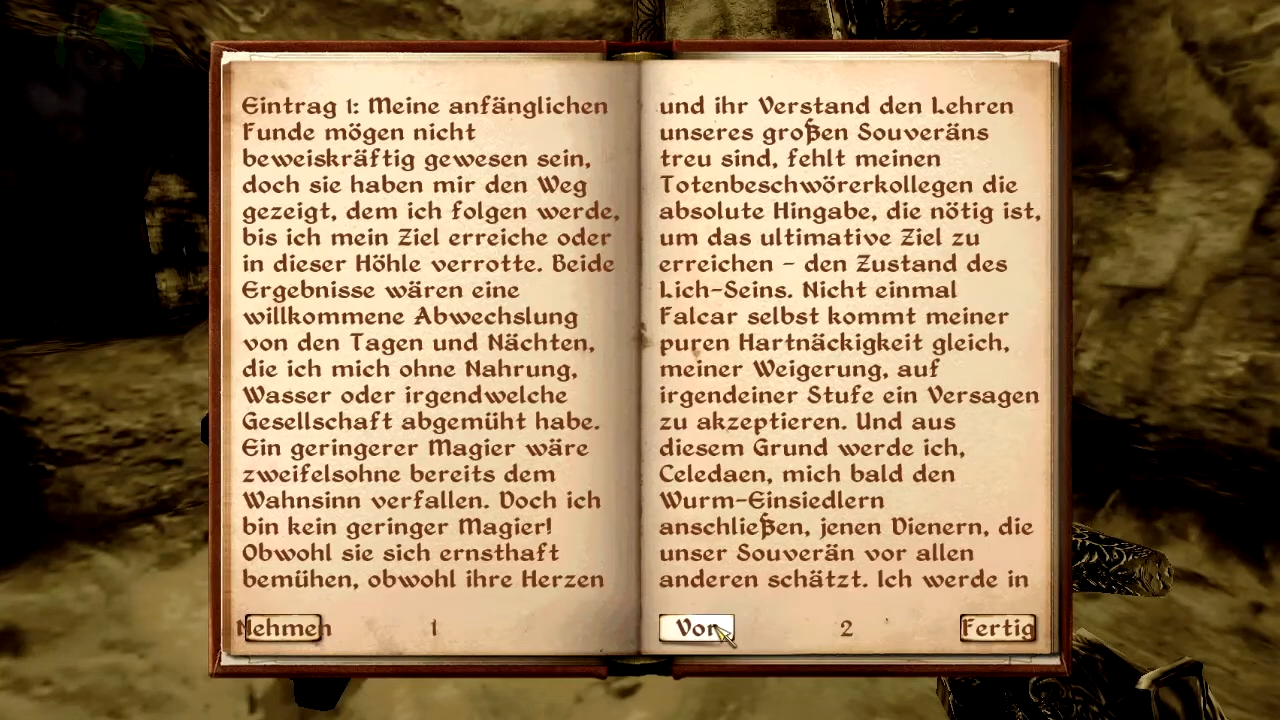 Eintrag 1: Meine anfänglichen
Funde mögen nicht
beweiskräftig gewesen sein,
doch sie haben mir den Weg
gezeigt, dem ich folgen werde,
bis ich mein Ziel erreiche oder
in dieser Höhle verrotte. Beide
Ergebnisse wären eine
willkommene Abwechslung
von den Tagen und Nächten,
die ich mich ohne Nahrung,
Wasser oder irgendwelche
Gesellschaft abgemüht habe.
Ein geringerer Magier wäre
zweifelsohne bereits dem
Wahnsinn verfallen. Doch ich
bin kein geringer Magier!
Obwohl sie sich ernsthaft
bemühen, obwohl ihre Herzen
Nehmen
1
und ihr Verstand den Lehren
unseres großen Souveräns
treu sind, fehlt meinen
Totenbeschwörerkollegen die
absolute Hingabe, die nötig ist,
um das ultimative Ziel zu
erreichen - den Zustand des
Lich-Seins. Nicht einmal
Falcar selbst kommt meiner
puren Hartnäckigkeit gleich,
meiner Weigerung, auf
irgendeiner Stufe ein Versagen
zu akzeptieren. Und aus
diesem Grund werde ich,
Celedaen, mich bald den
Wurm-Einsiedlern
anschließen, jenen Dienern, die
unser Souverän vor allen
anderen schätzt. Ich werde in
Vor
2
Fertig